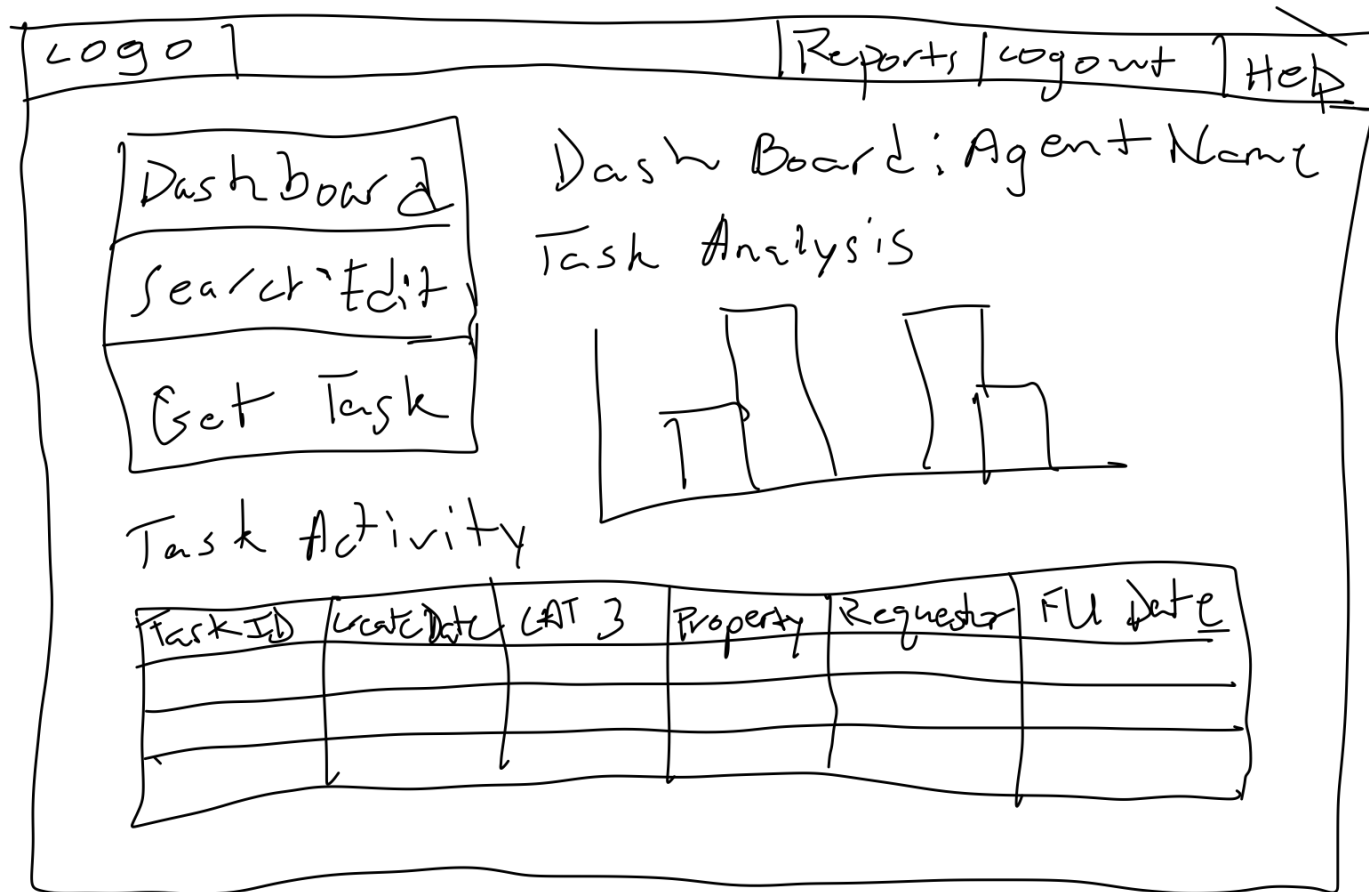 Logo Reports Logout Help
Dashboard
Search Edit
Get Task
Dash Board: Agent Name
Task Analysis
Task Activity
Task ID Create Date CAT 3 Property Requestor FU Date